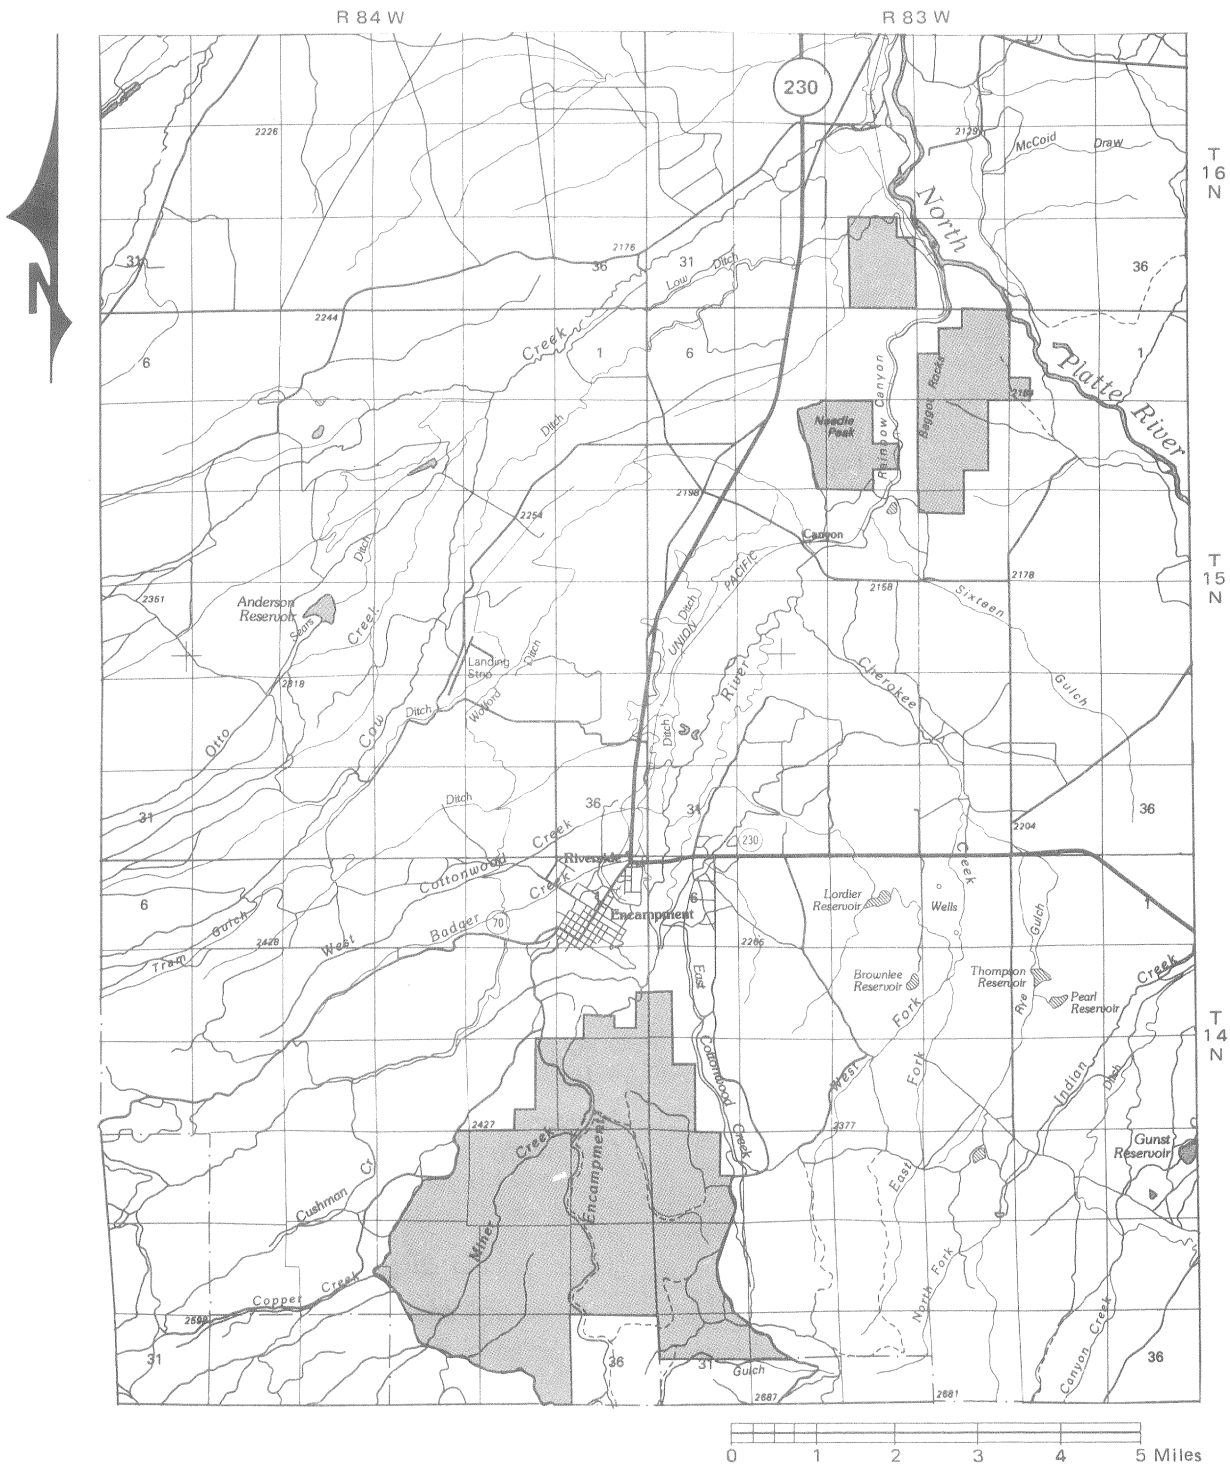 R 84 W
R 83 W
230
2226
2129
McCoid Draw
T
16
N
North
31
2176
36
31
Low Ditch
36
N
2244
6
Creek
1
6
1
Platte River
Rainbow Canyon
Baggot Rocks
2184
Needle
Peak
Ditch
2198
2254
Canyon
UNION PACIFIC
Ditch
2158
2178
T
15
N
2351
Ditch
Anderson
Reservoir
Sears
Creek
Sixteen
Gulch
Landing
Strip
Ditch
River
Cherokee
2318
Ditch
Wolford
Otto
Cow
Ditch
31
Ditch
36
31
36
2204
Creek
Riverside
230
Creek
Cottonwood
Creek
6
Gulch
Badger
70
1
Encampment
6
Lordier
Reservoir
Wells
Gulch
1
2428
West
Tram
2265
East
Brownlee
Reservoir
Thompson
Reservoir
Pearl
Reservoir
Rye
Creek
Fork
T
14
N
Cottonwood
West
Fork
Indian
Ditch
2427
Creek
Encampment
Creek
2377
Gunst
Reservoir
Cr
Cushman
East
Miner
Copper Creek
North Fork
2598
31
36
31
Gulch
Canyon Creek
36
2687
2681
0 1 2 3 4 5 Miles